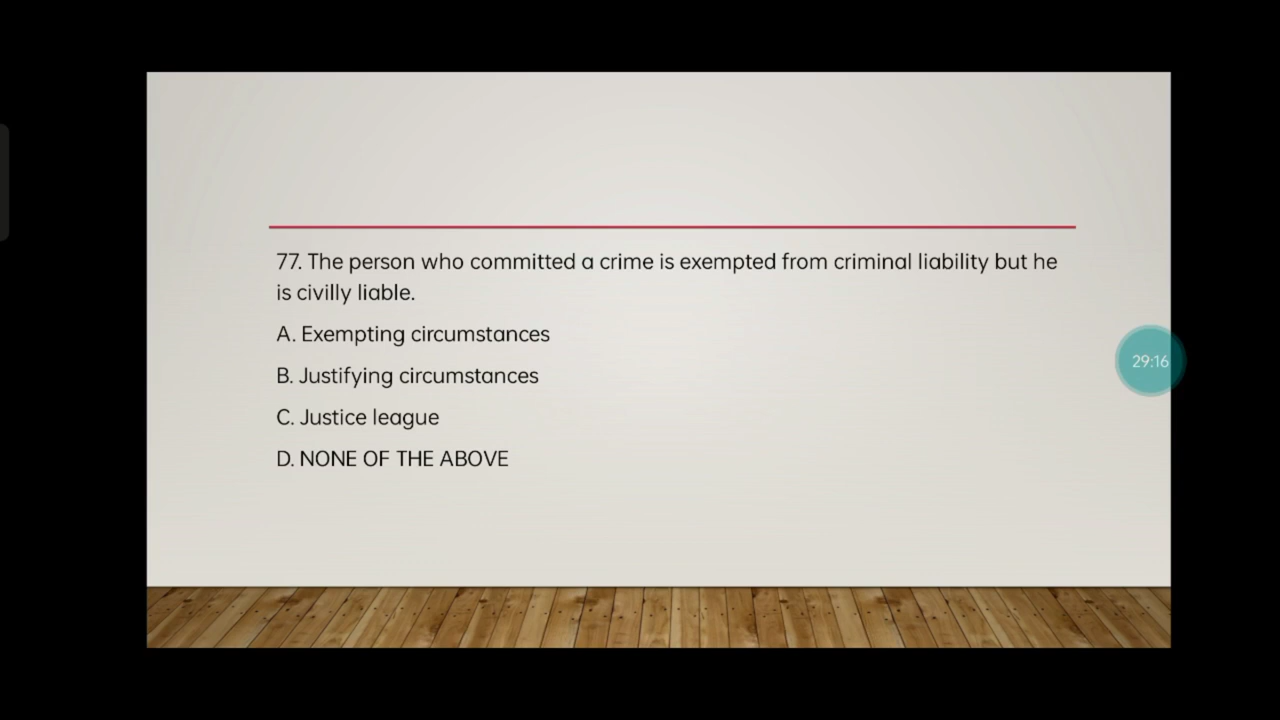 77. The person who committed a crime is exempted from criminal liability but he
is civilly liable.
A. Exempting circumstances
B. Justifying circumstances
C. Justice league
D. NONE OF THE ABOVE
29:16